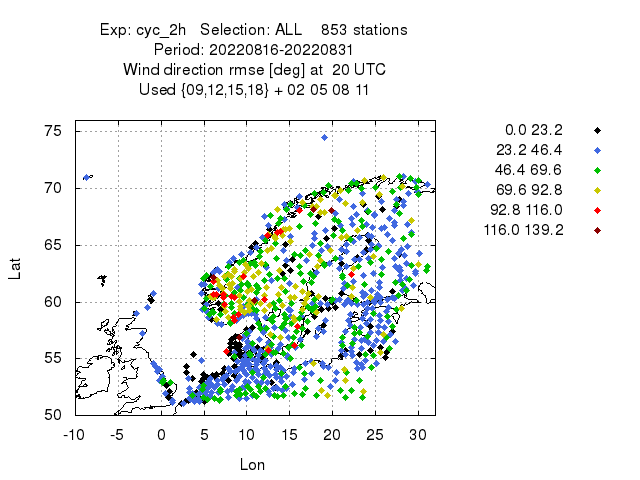 Exp: cyc_2h   Selection: ALL    853 stations
Period: 20220816-20220831
Wind direction rmse [deg] at  20 UTC
Used {09,12,15,18} + 02 05 08 11
0.0 23.2
23.2 46.4
46.4 69.6
69.6 92.8
92.8 116.0
116.0 139.2
75
70
65
60
55
50
Lat
-10 -5 0 5 10 15 20 25 30
Lon